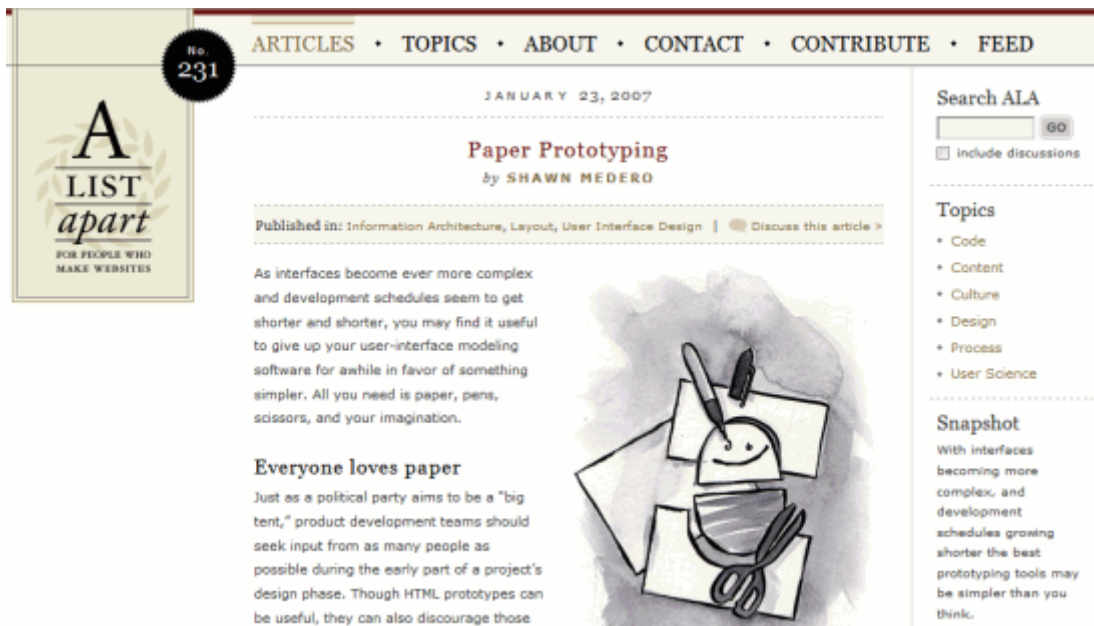 ARTICLES • TOPICS • ABOUT • CONTACT • CONTRIBUTE • FEED
No.
231
A
LIST
apart
FOR PEOPLE WHO
MAKE WEBSITES
JANUARY 23, 2007
Paper Prototyping
by SHAWN MEDERO
Published in: Information Architecture, Layout, User Interface Design | Discuss this article »
As interfaces become ever more complex
and development schedules seem to get
shorter and shorter, you may find it useful
to give up your user-interface modeling
software for awhile in favor of something
simpler. All you need is paper, pens,
scissors, and your imagination.
Everyone loves paper
Just as a political party aims to be a "big
tent," product development teams should
seek input from as many people as
possible during the early part of a project's
design phase. Though HTML prototypes can
be useful, they can also discourage those
Search ALA
GO
include discussions
Topics
• Code
• Content
• Culture
• Design
• Process
• User Science
Snapshot
With interfaces
becoming more
complex, and
development
schedules growing
shorter the best
prototyping tools may
be simpler than you
think.